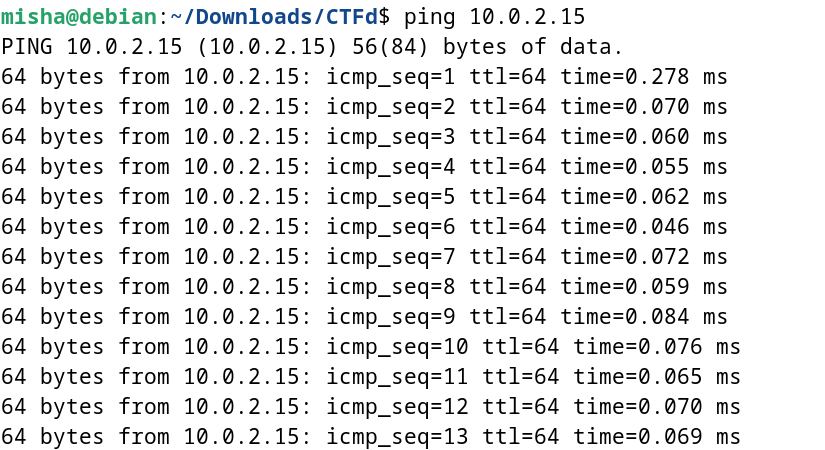 misha@debian:~/Downloads/CTFd$ ping 10.0.2.15
PING 10.0.2.15 (10.0.2.15) 56(84) bytes of data.
64 bytes from 10.0.2.15: icmp_seq=1 ttl=64 time=0.278 ms
64 bytes from 10.0.2.15: icmp_seq=2 ttl=64 time=0.070 ms
64 bytes from 10.0.2.15: icmp_seq=3 ttl=64 time=0.060 ms
64 bytes from 10.0.2.15: icmp_seq=4 ttl=64 time=0.055 ms
64 bytes from 10.0.2.15: icmp_seq=5 ttl=64 time=0.062 ms
64 bytes from 10.0.2.15: icmp_seq=6 ttl=64 time=0.046 ms
64 bytes from 10.0.2.15: icmp_seq=7 ttl=64 time=0.072 ms
64 bytes from 10.0.2.15: icmp_seq=8 ttl=64 time=0.059 ms
64 bytes from 10.0.2.15: icmp_seq=9 ttl=64 time=0.084 ms
64 bytes from 10.0.2.15: icmp_seq=10 ttl=64 time=0.076 ms
64 bytes from 10.0.2.15: icmp_seq=11 ttl=64 time=0.065 ms
64 bytes from 10.0.2.15: icmp_seq=12 ttl=64 time=0.070 ms
64 bytes from 10.0.2.15: icmp_seq=13 ttl=64 time=0.069 ms